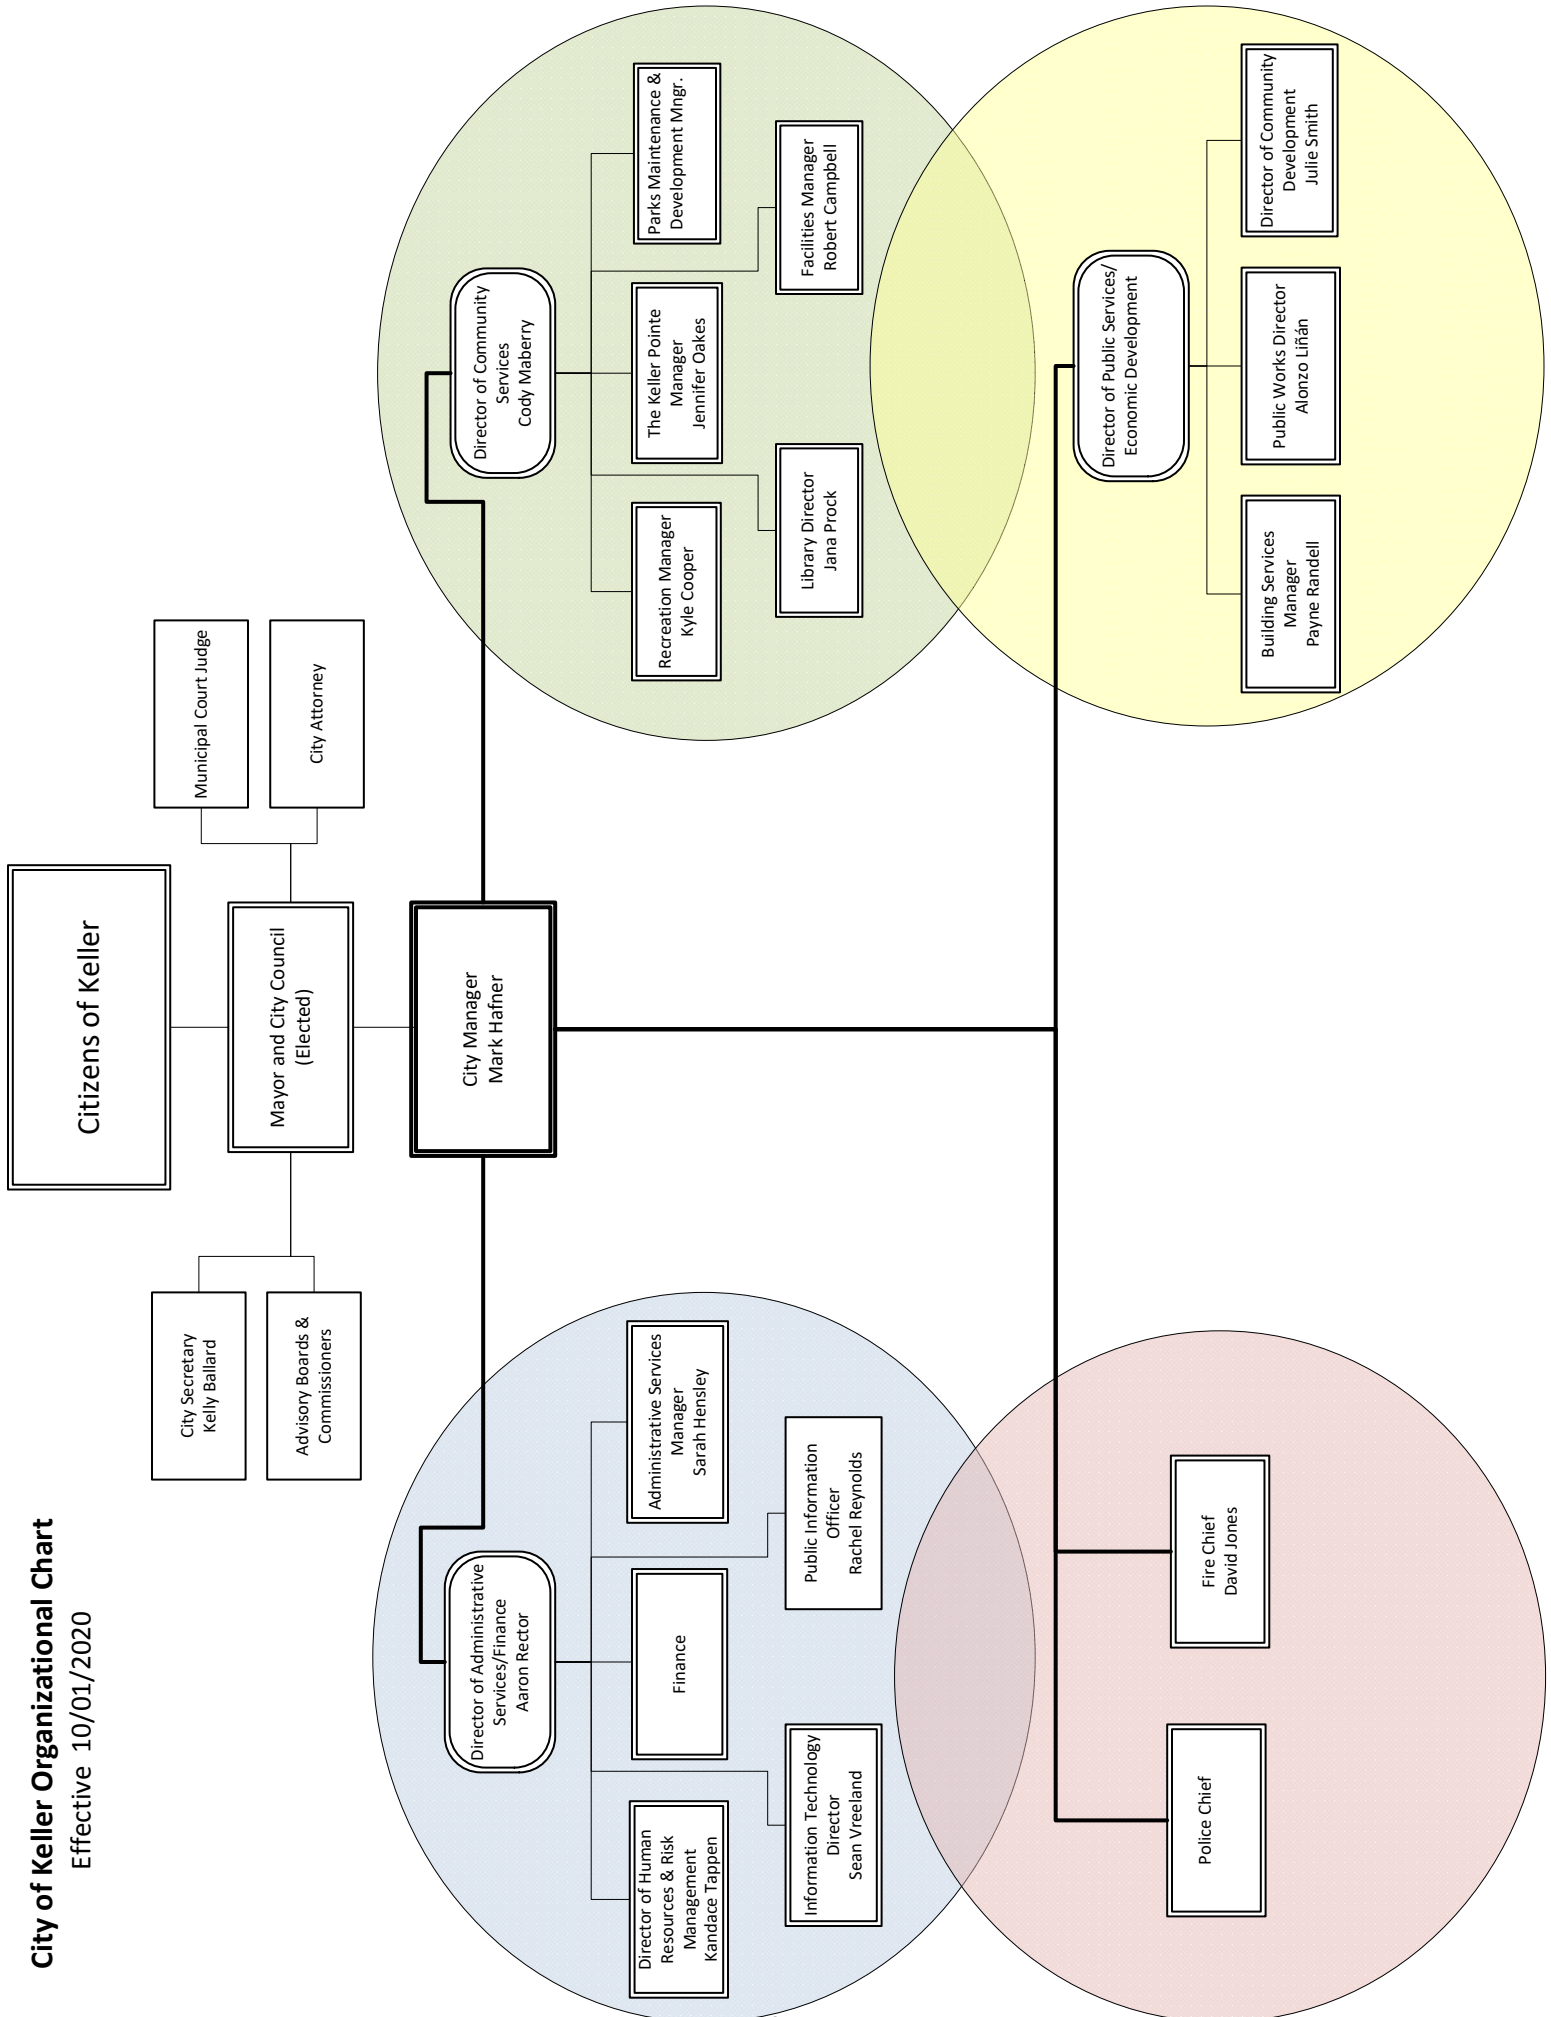 City of Keller Organizational Chart
Effective 10/01/2020
Citizens of Keller
City Secretary
Kelly Ballard
Advisory Boards &
Commissioners
Mayor and City Council
(Elected)
Municipal Court Judge
City Attorney
City Manager
Mark Hafner
Director of Administrative
Services/Finance
Aaron Rector
Director of Human
Resources & Risk
Management
Kandace Tappen
Finance
Administrative Services
Manager
Sarah Hensley
Information Technology
Director
Sean Vreeland
Public Information
Officer
Rachel Reynolds
Director of Community
Services
Cody Maberry
Recreation Manager
Kyle Cooper
The Keller Pointe
Manager
Jennifer Oakes
Parks Maintenance &
Development Mngr.
Library Director
Jana Prock
Facilities Manager
Robert Campbell
Police Chief
Fire Chief
David Jones
Director of Public Services/
Economic Development
Building Services
Manager
Payne Randell
Public Works Director
Alonzo Liñán
Director of Community
Development
Julie Smith